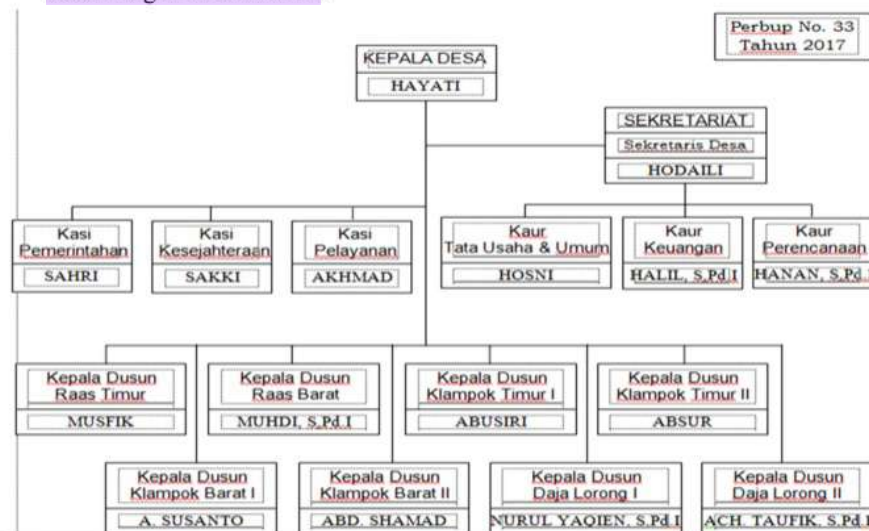 Perbup No. 33
Tahun 2017
KEPALA DESA
HAYATI
SEKRETARIAT
Sekretaris Desa
HODAILI
Kasi
Pemerintahan
SAHRI
Kasi
Kesejahteraan
SAKKI
Kasi
Pelayanan
AKHMAD
Kaur
Tata Usaha & Umum
HOSNI
Kaur
Keuangan
HALIL, S.Pd.I
Kaur
Perencanaan
HANAN, S.Pd.I
Kepala Dusun
Raas Timur
MUSFIK
Kepala Dusun
Raas Barat
MUHDI, S.Pd.I
Kepala Dusun
Klampok Timur I
ABUSIRI
Kepala Dusun
Klampok Timur II
ABSUR
Kepala Dusun
Klampok Barat I
A. SUSANTO
Kepala Dusun
Klampok Barat II
ABD. SHAMAD
Kepala Dusun
Daja Lorong I
NURUL YAQIEN, S.Pd.I
Kepala Dusun
Daja Lorong II
ACH. TAUFIK, S.Pd.I